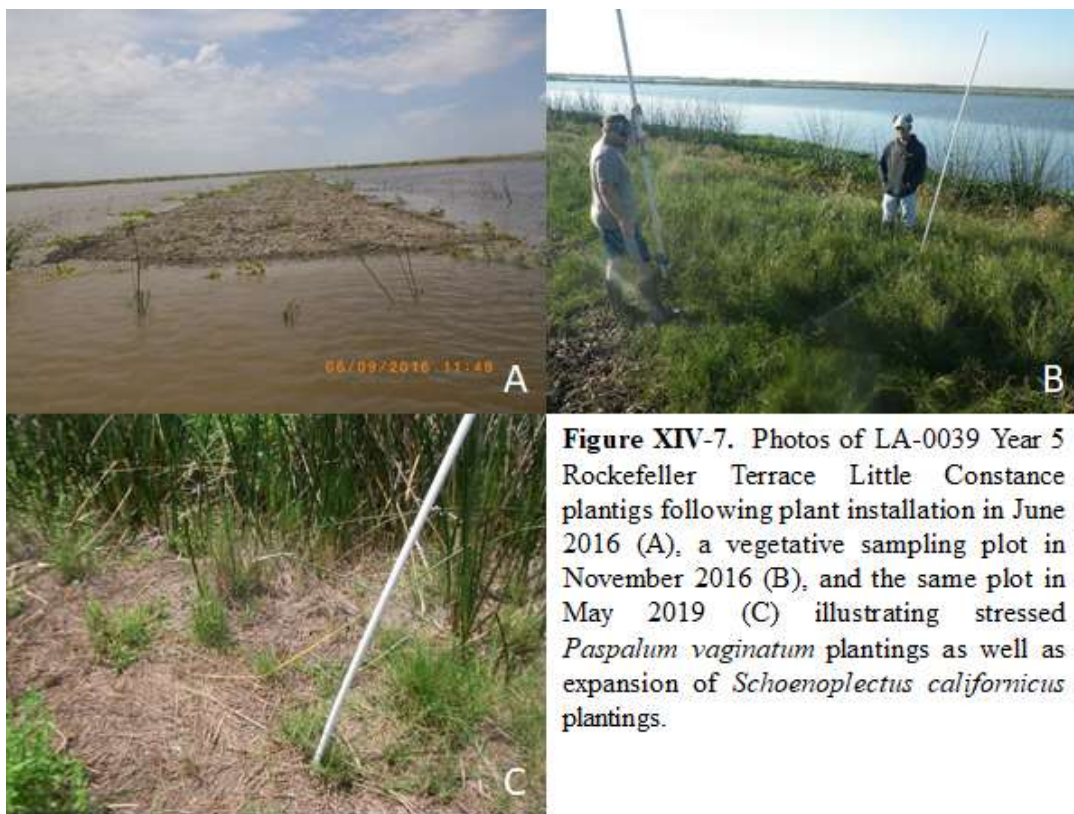 06/09/2016 11:48
A
B
C
Figure XIV-7. Photos of LA-0039 Year 5
Rockefeller Terrace Little Constance
plantigs following plant installation in June
2016 (A), a vegetative sampling plot in
November 2016 (B), and the same plot in
May 2019 (C) illustrating stressed
Paspalum vaginatum plantings as well as
expansion of Schoenoplectus californicus
plantings.